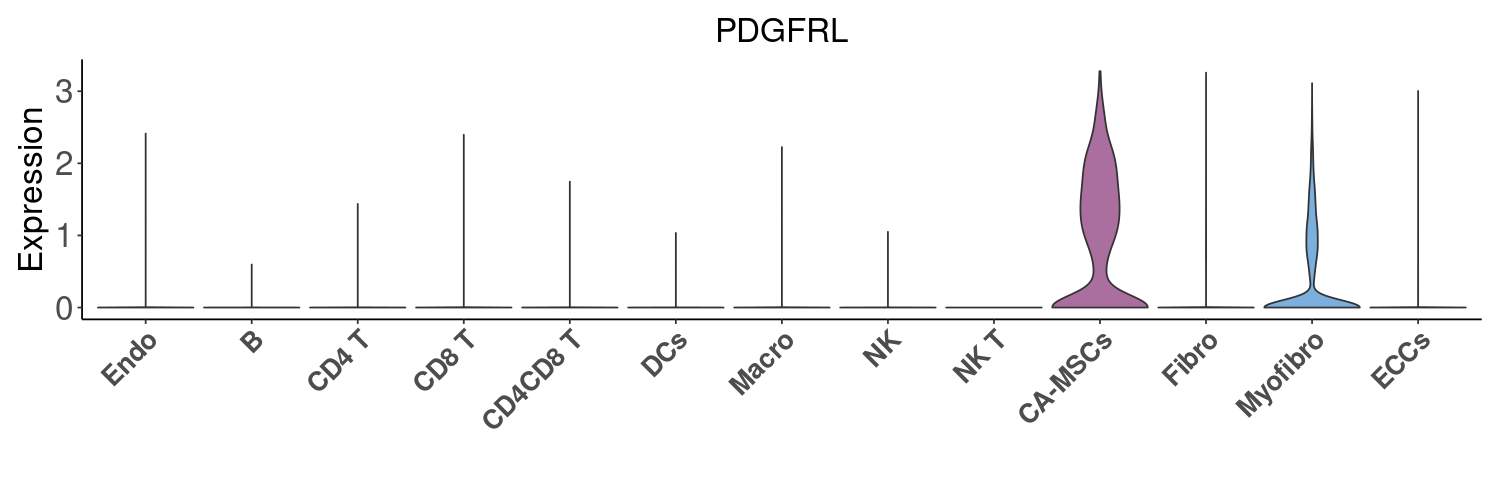 PDGFRL
Expression
3
2
1
0
Endo
B
CD4 T
CD8 T
CD4CD8 T
DCs
Macro
NK
NK T
CA-MSCs
Fibro
Myofibro
ECCs